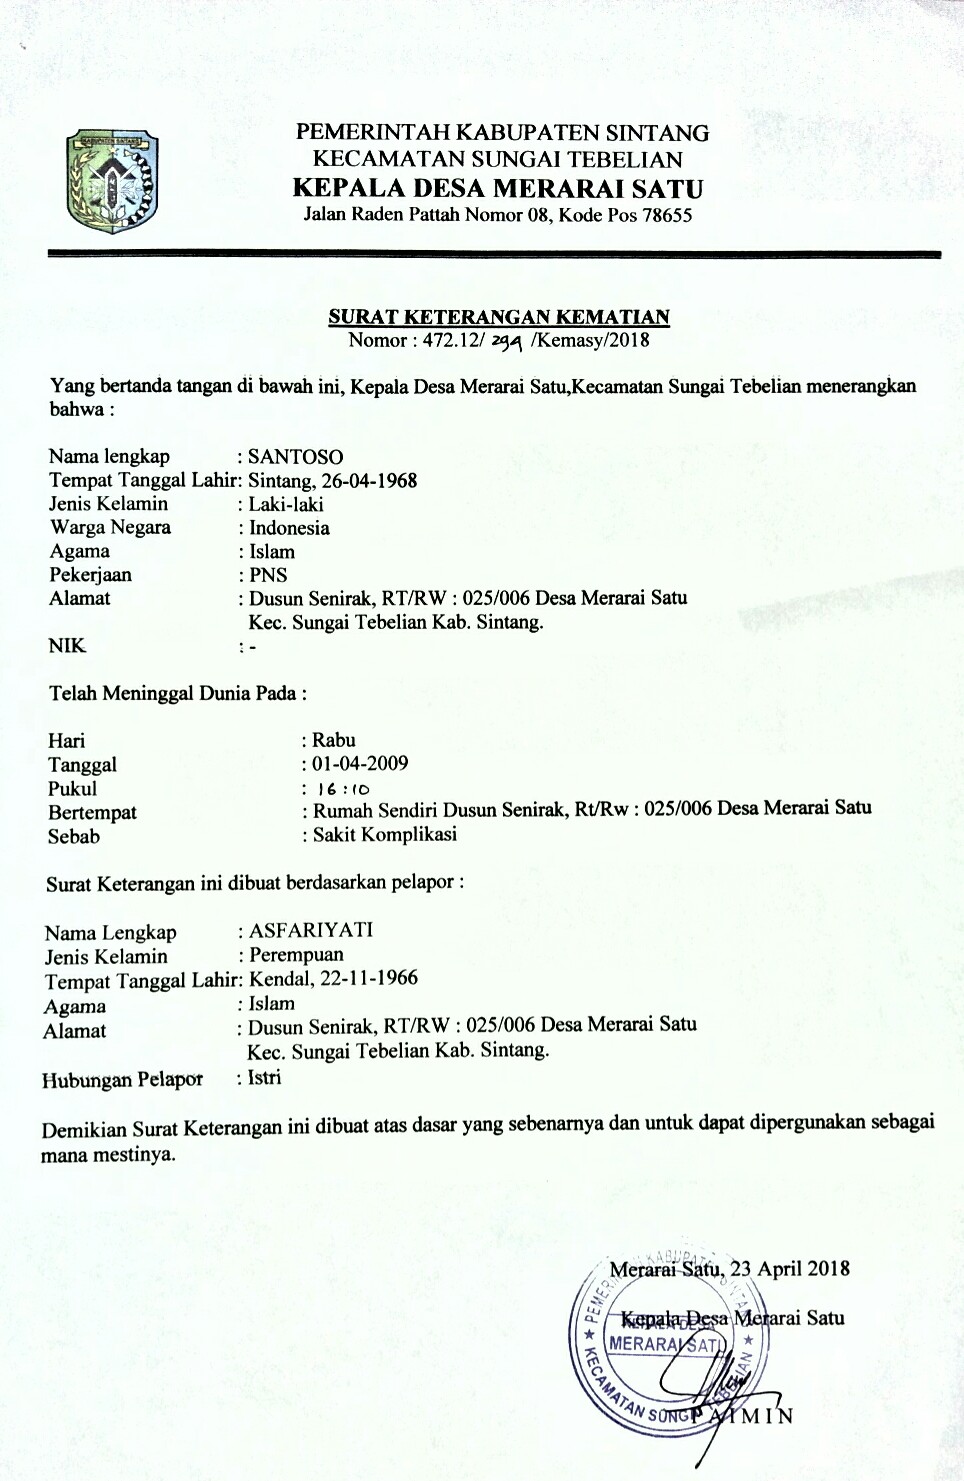 KABUPATEN SINTANG
PEMERINTAH KABUPATEN SINTANG
KECAMATAN SUNGAI TEBELIAN
KEPALA DESA MERARAI SATU
Jalan Raden Pattah Nomor 08, Kode Pos 78655
SURAT KETERANGAN KEMATIAN
Nomor : 472.12/ 299 /Kemasy/2018
Yang bertanda tangan di bawah ini, Kepala Desa Merarai Satu,Kecamatan Sungai Tebelian menerangkan
bahwa :
Nama lengkap : SANTOSO
Tempat Tanggal Lahir: Sintang, 26-04-1968
Jenis Kelamin : Laki-laki
Warga Negara : Indonesia
Agama : Islam
Pekerjaan : PNS
Alamat : Dusun Senirak, RT/RW : 025/006 Desa Merarai Satu
Kec. Sungai Tebelian Kab. Sintang.
NIK : -
Telah Meninggal Dunia Pada :
Hari : Rabu
Tanggal : 01-04-2009
Pukul : 16:10
Bertempat : Rumah Sendiri Dusun Senirak, Rt/Rw : 025/006 Desa Merarai Satu
Sebab : Sakit Komplikasi
Surat Keterangan ini dibuat berdasarkan pelapor :
Nama Lengkap : ASFARIYATI
Jenis Kelamin : Perempuan
Tempat Tanggal Lahir: Kendal, 22-11-1966
Agama : Islam
Alamat : Dusun Senirak, RT/RW : 025/006 Desa Merarai Satu
Kec. Sungai Tebelian Kab. Sintang.
Hubungan Pelapor : Istri
Demikian Surat Keterangan ini dibuat atas dasar yang sebenarnya dan untuk dapat dipergunakan sebagai
mana mestinya.
Merarai Satu, 23 April 2018
Kepala Desa Merarai Satu
PEMERINTAH KABUPATEN SINTANG
KEPALA DESA
MERARAI SATU
KECAMATAN SUNGAI TEBELIAN
PAIMIN